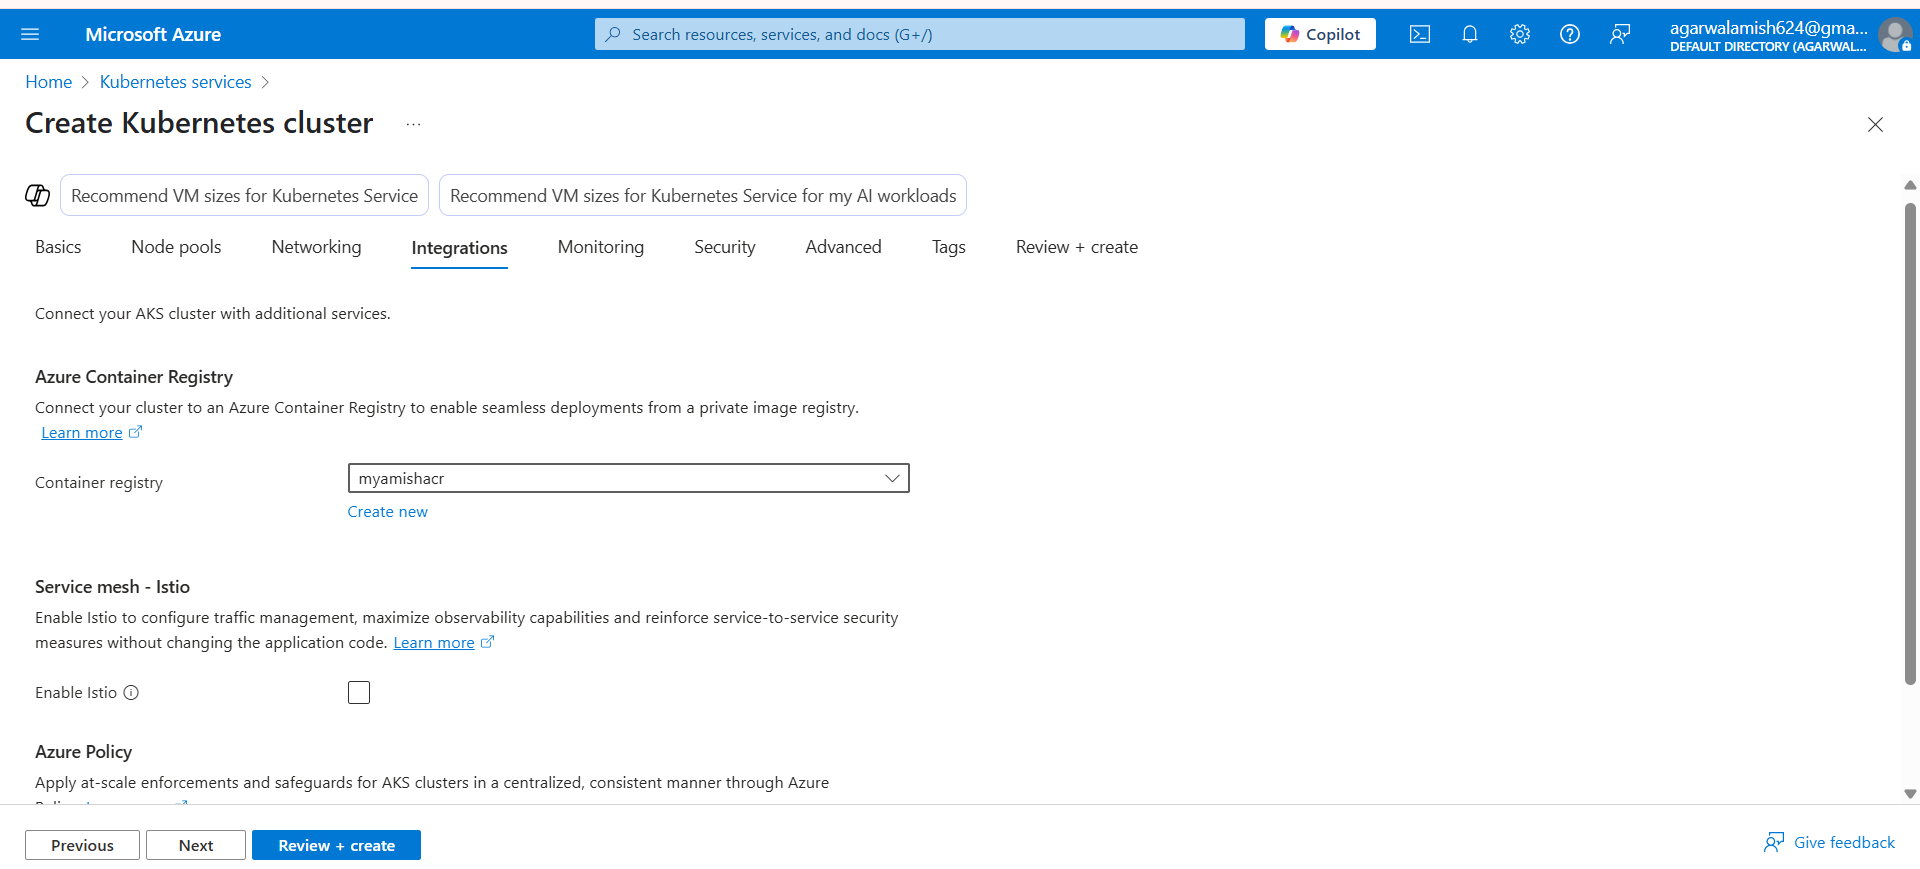 Microsoft Azure
Search resources, services, and docs (G+/)
Copilot
agarwalamish624@gma...
DEFAULT DIRECTORY (AGARWAL...
Home > Kubernetes services >
Create Kubernetes cluster ...
Recommend VM sizes for Kubernetes Service
Recommend VM sizes for Kubernetes Service for my AI workloads
Basics Node pools Networking Integrations Monitoring Security Advanced Tags Review + create
Connect your AKS cluster with additional services.
Azure Container Registry
Connect your cluster to an Azure Container Registry to enable seamless deployments from a private image registry.
Learn more
Container registry
myamishacr
Create new
Service mesh - Istio
Enable Istio to configure traffic management, maximize observability capabilities and reinforce service-to-service security
measures without changing the application code. Learn more
Enable Istio
Azure Policy
Apply at-scale enforcements and safeguards for AKS clusters in a centralized, consistent manner through Azure
Previous
Next
Review + create
Give feedback